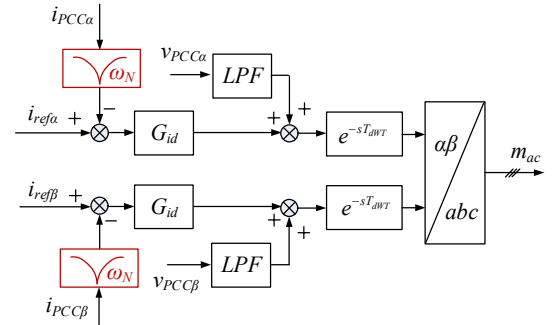 i_PCCα
ω_N
v_PCCα
LPF
−
+
+
i_refα
+
G_id
e^{-sT_dWT}
αβ
abc
m_ac
i_refβ
+
−
G_id
+
+
e^{-sT_dWT}
ω_N
v_PCCβ
LPF
i_PCCβ